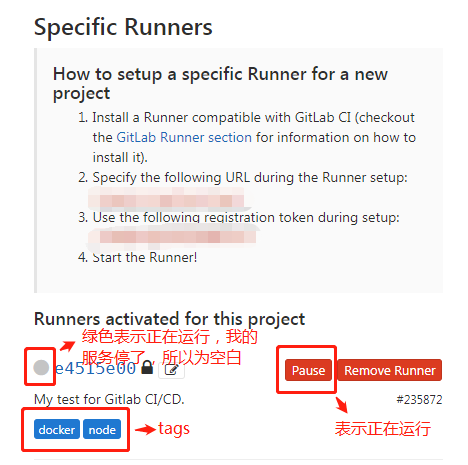 Specific Runners
How to setup a specific Runner for a new
project
1. Install a Runner compatible with GitLab CI (checkout
the GitLab Runner section for information on how to
install it).
2. Specify the following URL during the Runner setup:
3. Use the following registration token during setup:
4. Start the Runner!
Runners activated for this project
绿色表示正在运行，我的
服务停了，所以为空白
e4515e00
Pause
Remove Runner
My test for Gitlab CI/CD.
#235872
docker
node
tags
表示正在运行